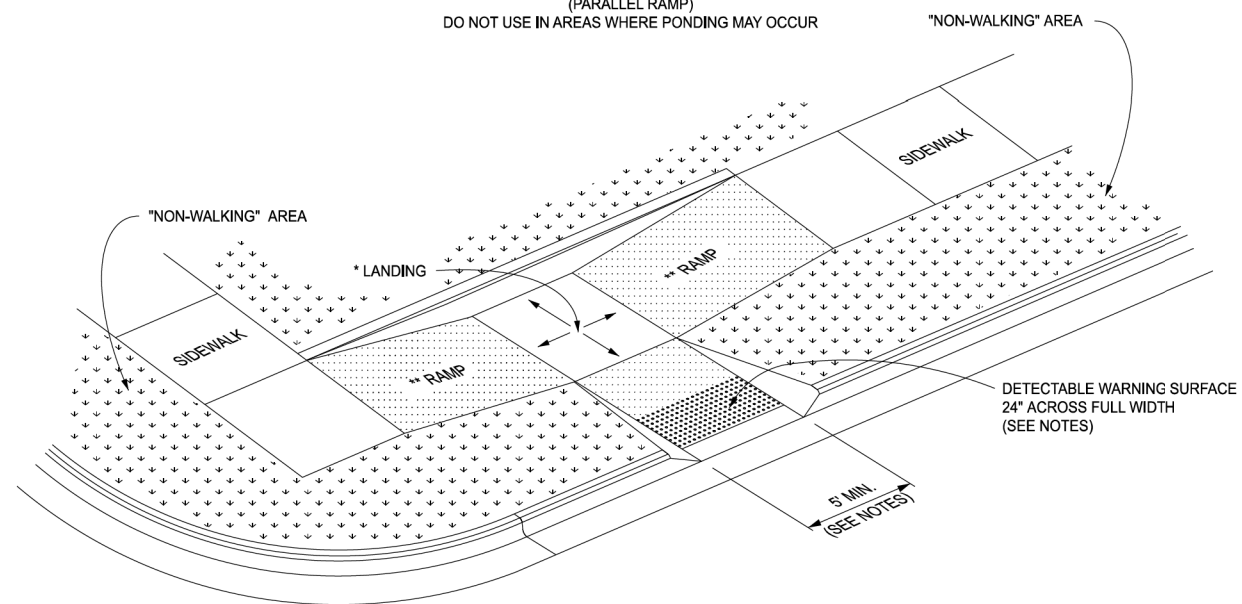 (PARALLEL RAMP)
DO NOT USE IN AREAS WHERE PONDING MAY OCCUR
"NON-WALKING" AREA
SIDEWALK
"NON-WALKING" AREA
* LANDING
** RAMP
SIDEWALK
** RAMP
DETECTABLE WARNING SURFACE
24" ACROSS FULL WIDTH
(SEE NOTES)
5' MIN.
(SEE NOTES)